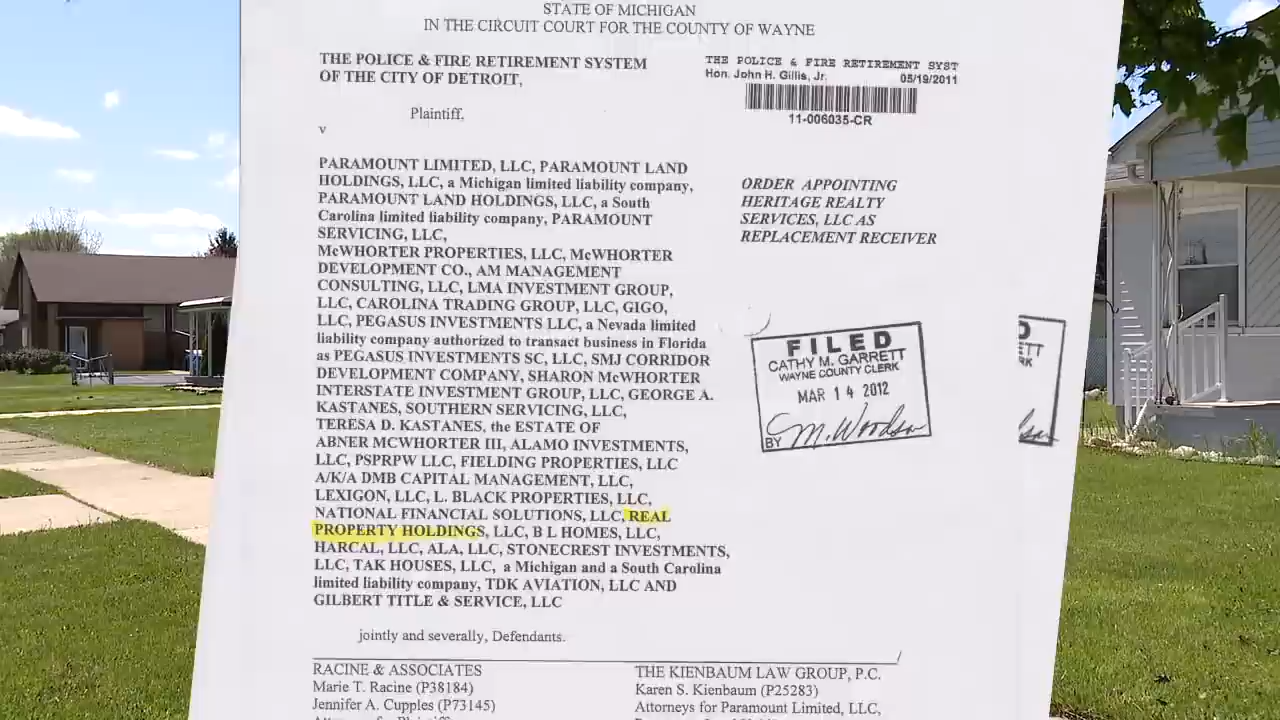 STATE OF MICHIGAN
IN THE CIRCUIT COURT FOR THE COUNTY OF WAYNE
THE POLICE & FIRE RETIREMENT SYSTEM
OF THE CITY OF DETROIT,
Plaintiff,
v
THE POLICE & FIRE RETIREMENT SYST
Hon. John H. Gillis, Jr. 05/19/2011
11-006035-CR
PARAMOUNT LIMITED, LLC, PARAMOUNT LAND
HOLDINGS, LLC, a Michigan limited liability company,
PARAMOUNT LAND HOLDINGS, LLC, a South
Carolina limited liability company, PARAMOUNT
SERVICING, LLC,
McWHORTER PROPERTIES, LLC, McWHORTER
DEVELOPMENT CO., AM MANAGEMENT
CONSULTING, LLC, LMA INVESTMENT GROUP,
LLC, CAROLINA TRADING GROUP, LLC, GIGO,
LLC, PEGASUS INVESTMENTS LLC, a Nevada limited
liability company authorized to transact business in Florida
as PEGASUS INVESTMENTS SC, LLC, SMJ CORRIDOR
DEVELOPMENT COMPANY, SHARON McWHORTER
INTERSTATE INVESTMENT GROUP, LLC, GEORGE A.
KASTANES, SOUTHERN SERVICING, LLC,
TERESA D. KASTANES, the ESTATE OF
ABNER MCWHORTER III, ALAMO INVESTMENTS,
LLC, PSPRPW LLC, FIELDING PROPERTIES, LLC
A/K/A DMB CAPITAL MANAGEMENT, LLC,
LEXIGON, LLC, L. BLACK PROPERTIES, LLC,
NATIONAL FINANCIAL SOLUTIONS, LLC, REAL
PROPERTY HOLDINGS, LLC, B L HOMES, LLC,
HARCAL, LLC, ALA, LLC, STONECREST INVESTMENTS,
LLC, TAK HOUSES, LLC, a Michigan and a South Carolina
limited liability company, TDK AVIATION, LLC AND
GILBERT TITLE & SERVICE, LLC
jointly and severally, Defendants.
ORDER APPOINTING
HERITAGE REALTY
SERVICES, LLC AS
REPLACEMENT RECEIVER
FILED
CATHY M. GARRETT
WAYNE COUNTY CLERK
MAR 14 2012
BY M. Woodson
RACINE & ASSOCIATES
Marie T. Racine (P38184)
Jennifer A. Cupples (P73145)
THE KIENBAUM LAW GROUP, P.C.
Karen S. Kienbaum (P25283)
Attorneys for Paramount Limited, LLC,